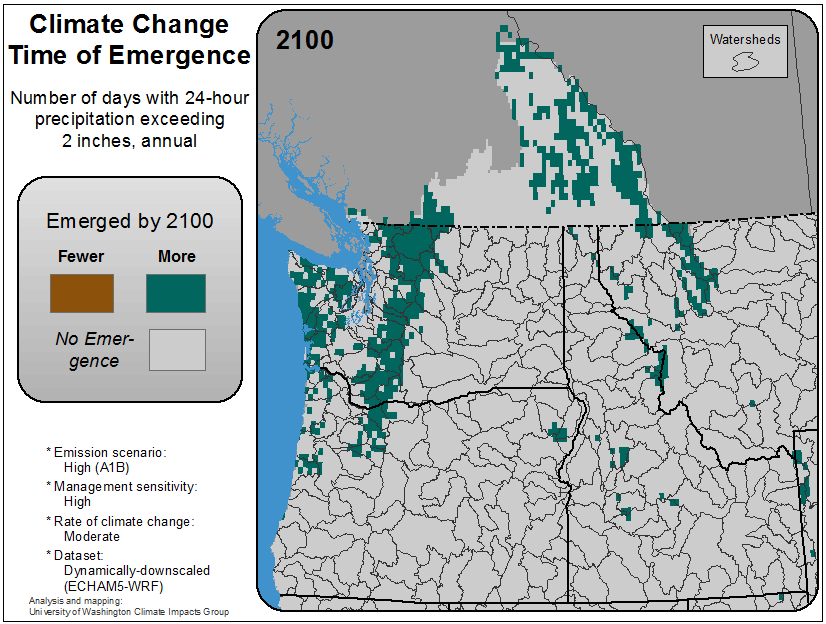 Climate Change
Time of Emergence
Number of days with 24-hour
precipitation exceeding
2 inches, annual
Emerged by 2100
Fewer
More
No Emer-
gence
* Emission scenario:
High (A1B)
* Management sensitivity:
High
* Rate of climate change:
Moderate
* Dataset:
Dynamically-downscaled
(ECHAM5-WRF)
Analysis and mapping:
University of Washington Climate Impacts Group
2100
Watersheds